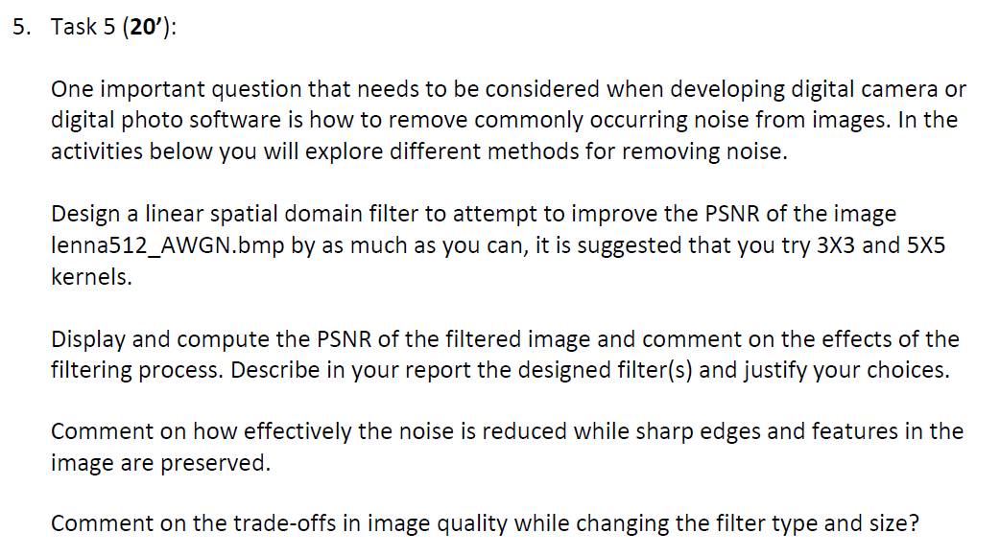 5. Task 5 (20’):
One important question that needs to be considered when developing digital camera or
digital photo software is how to remove commonly occurring noise from images. In the
activities below you will explore different methods for removing noise.
Design a linear spatial domain filter to attempt to improve the PSNR of the image
lenna512_AWGN.bmp by as much as you can, it is suggested that you try 3X3 and 5X5
kernels.
Display and compute the PSNR of the filtered image and comment on the effects of the
filtering process. Describe in your report the designed filter(s) and justify your choices.
Comment on how effectively the noise is reduced while sharp edges and features in the
image are preserved.
Comment on the trade-offs in image quality while changing the filter type and size?